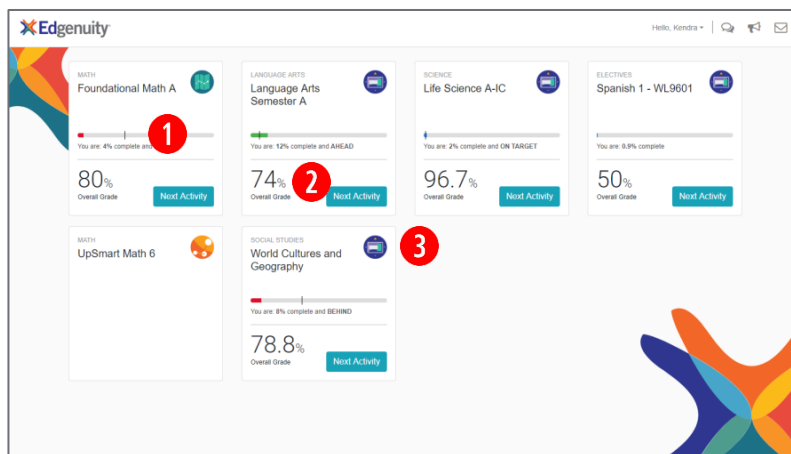 Edgenuity
Hello, Kendra
MATH
Foundational Math A
1
You are: 4% complete and
80%
Overall Grade
Next Activity
LANGUAGE ARTS
Language Arts
Semester A
You are: 12% complete and AHEAD
74%
2
Overall Grade
Next Activity
SCIENCE
Life Science A-IC
You are: 2% complete and ON TARGET
96.7%
Overall Grade
Next Activity
ELECTIVES
Spanish 1 - WL9601
You are: 0.9% complete
50%
Overall Grade
Next Activity
MATH
UpSmart Math 6
SOCIAL STUDIES
World Cultures and
Geography
3
You are: 8% complete and BEHIND
78.8%
Overall Grade
Next Activity